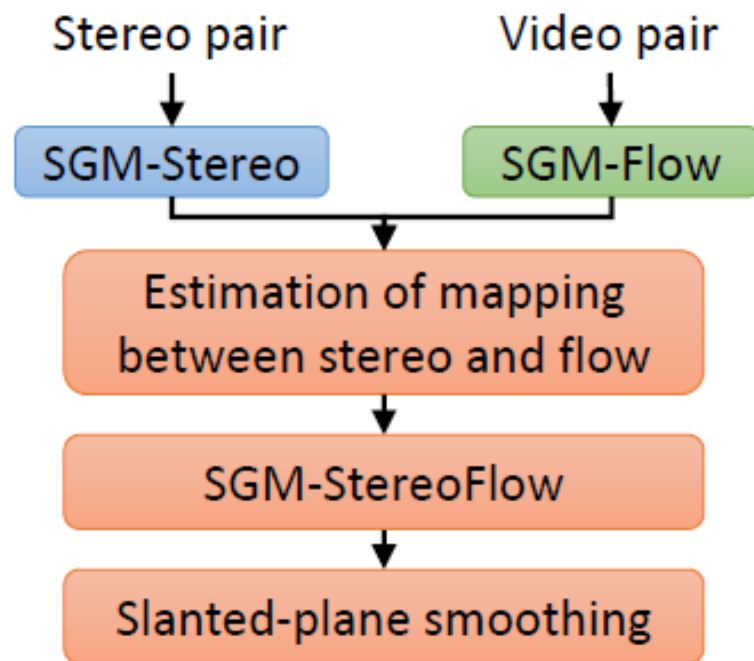 Stereo pair
Video pair
SGM-Stereo
SGM-Flow
Estimation of mapping
between stereo and flow
SGM-StereoFlow
Slanted-plane smoothing